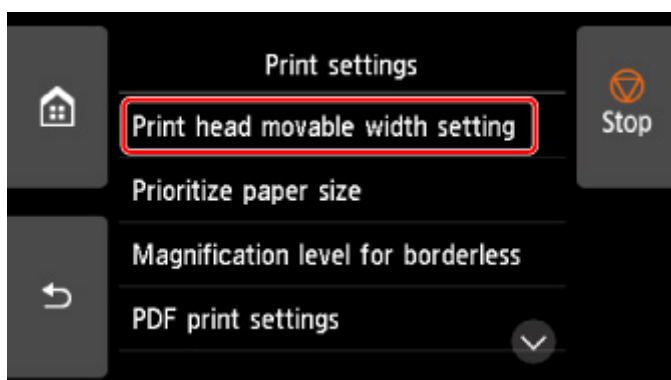 Print settings
Print head movable width setting
Stop
Prioritize paper size
Magnification level for borderless
PDF print settings